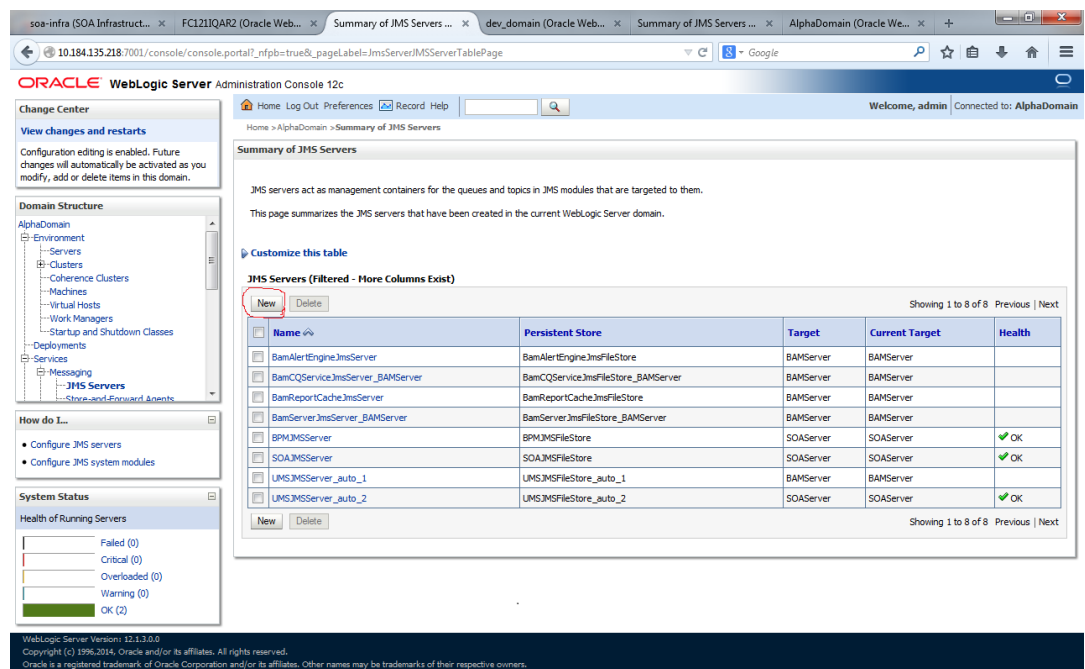 soa-infra (SOA Infrastruct... ×
FC121IQAR2 (Oracle Web... ×
Summary of JMS Servers ... ×
dev_domain (Oracle Web... ×
Summary of JMS Servers ... ×
AlphaDomain (Oracle We... ×
10.184.135.218:7001/console/console.portal?_nfpb=true&_pageLabel=JmsServerJMSServerTablePage
Google
ORACLE WebLogic Server Administration Console 12c
Change Center
View changes and restarts
Configuration editing is enabled. Future
changes will automatically be activated as you
modify, add or delete items in this domain.
Domain Structure
AlphaDomain
Environment
Servers
Clusters
Coherence Clusters
Machines
Virtual Hosts
Work Managers
Startup and Shutdown Classes
Deployments
Services
Messaging
JMS Servers
Store-and-Forward Agents
How do I...
Configure JMS servers
Configure JMS system modules
System Status
Health of Running Servers
Failed (0)
Critical (0)
Overloaded (0)
Warning (0)
OK (2)
Home Log Out Preferences Record Help
Welcome, admin Connected to: AlphaDomain
Home >AlphaDomain >Summary of JMS Servers
Summary of JMS Servers
JMS servers act as management containers for the queues and topics in JMS modules that are targeted to them.
This page summarizes the JMS servers that have been created in the current WebLogic Server domain.
Customize this table
JMS Servers (Filtered - More Columns Exist)
New Delete Showing 1 to 8 of 8 Previous | Next
Name Persistent Store Target Current Target Health
BamAlertEngineJmsServer BamAlertEngineJmsFileStore BAMServer BAMServer
BamCQServiceJmsServer_BAMServer BamCQServiceJmsFileStore_BAMServer BAMServer BAMServer
BamReportCacheJmsServer BamReportCacheJmsFileStore BAMServer BAMServer
BamServerJmsServer_BAMServer BamServerJmsFileStore_BAMServer BAMServer BAMServer
BPMJMSServer BPMJMSFileStore SOAServer SOAServer OK
SOAJMSServer SOAJMSFileStore SOAServer SOAServer OK
UMSJMSServer_auto_1 UMSJMSFileStore_auto_1 BAMServer BAMServer
UMSJMSServer_auto_2 UMSJMSFileStore_auto_2 SOAServer SOAServer OK
New Delete Showing 1 to 8 of 8 Previous | Next
WebLogic Server Version: 12.1.3.0.0
Copyright (c) 1996,2014, Oracle and/or its affiliates. All rights reserved.
Oracle is a registered trademark of Oracle Corporation and/or its affiliates. Other names may be trademarks of their respective owners.